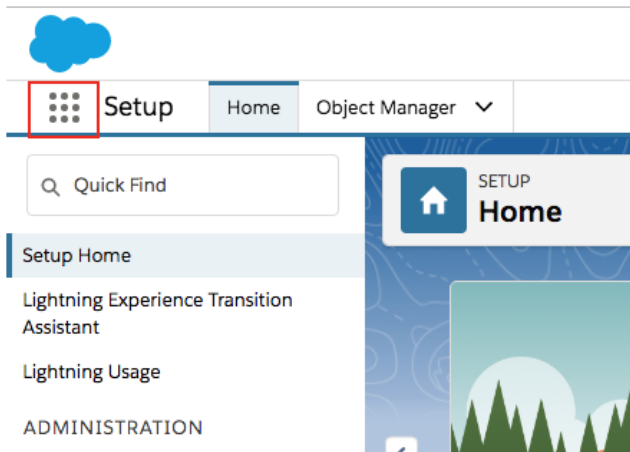 Setup
Home
Object Manager
Quick Find
SETUP
Home
Setup Home
Lightning Experience Transition
Assistant
Lightning Usage
ADMINISTRATION